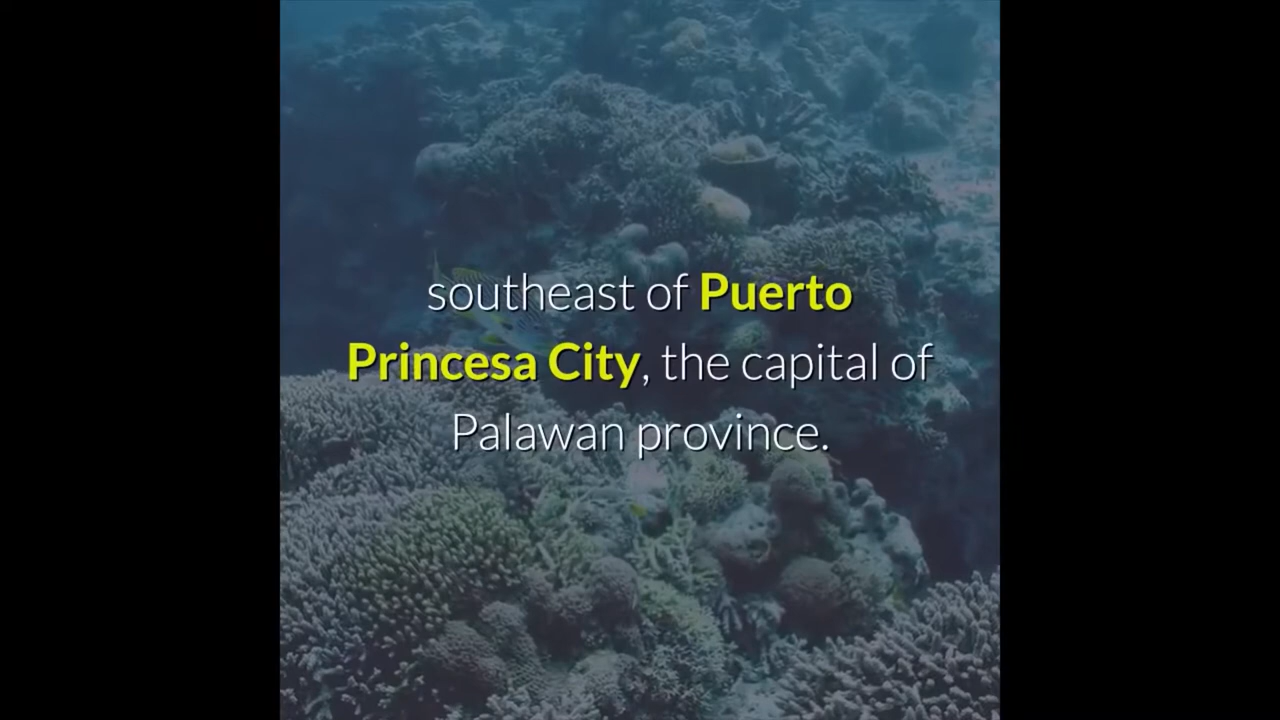 southeast of Puerto
Princesa City, the capital of
Palawan province.